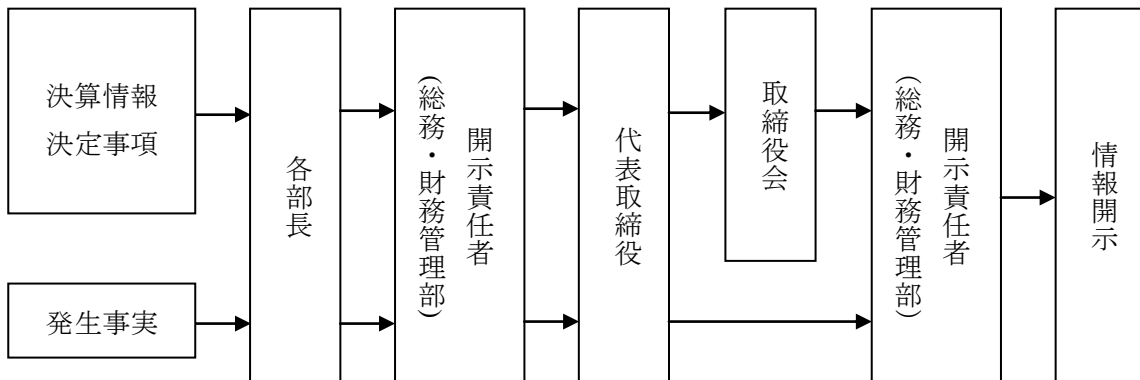 決算情報
決定事項
発生事実
各部長
開示責任者
(総務・財務管理部)
代表取締役
取締役会
開示責任者
(総務・財務管理部)
情報開示